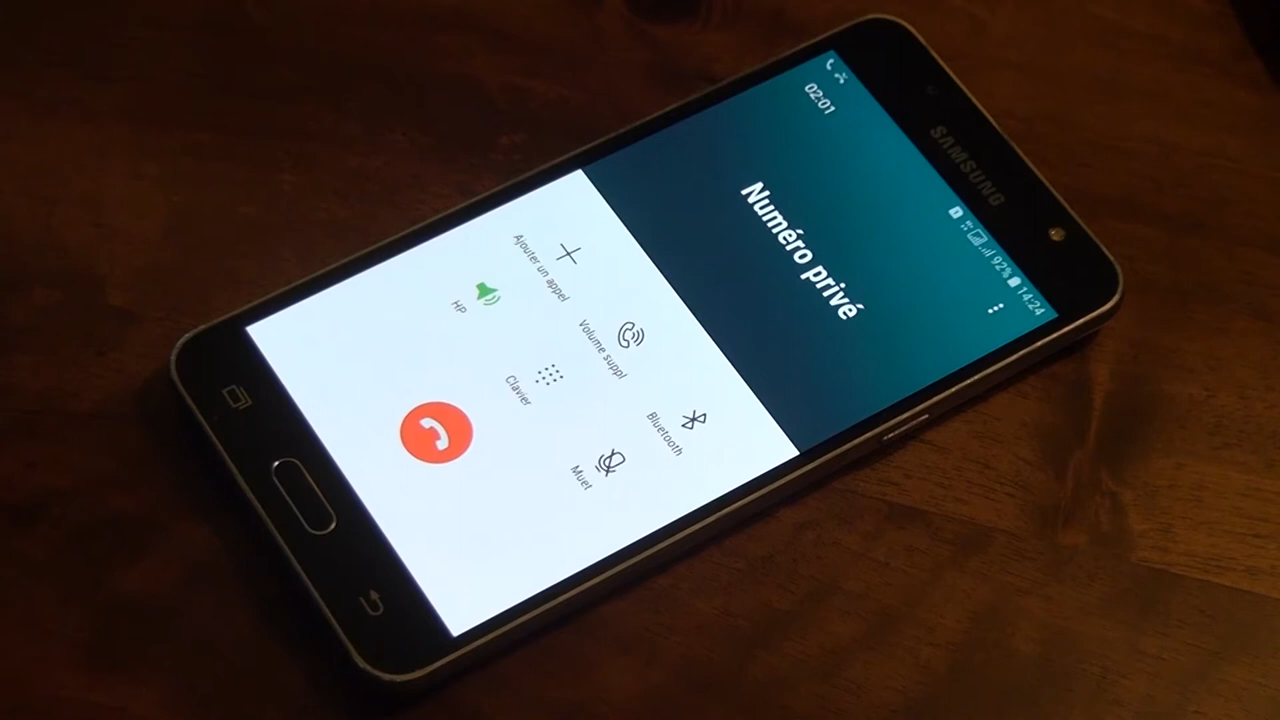 SAMSUNG
92% 14:24
02:01
Numéro privé
Ajouter un appel
Volume suppl
Bluetooth
HP
Clavier
Muet